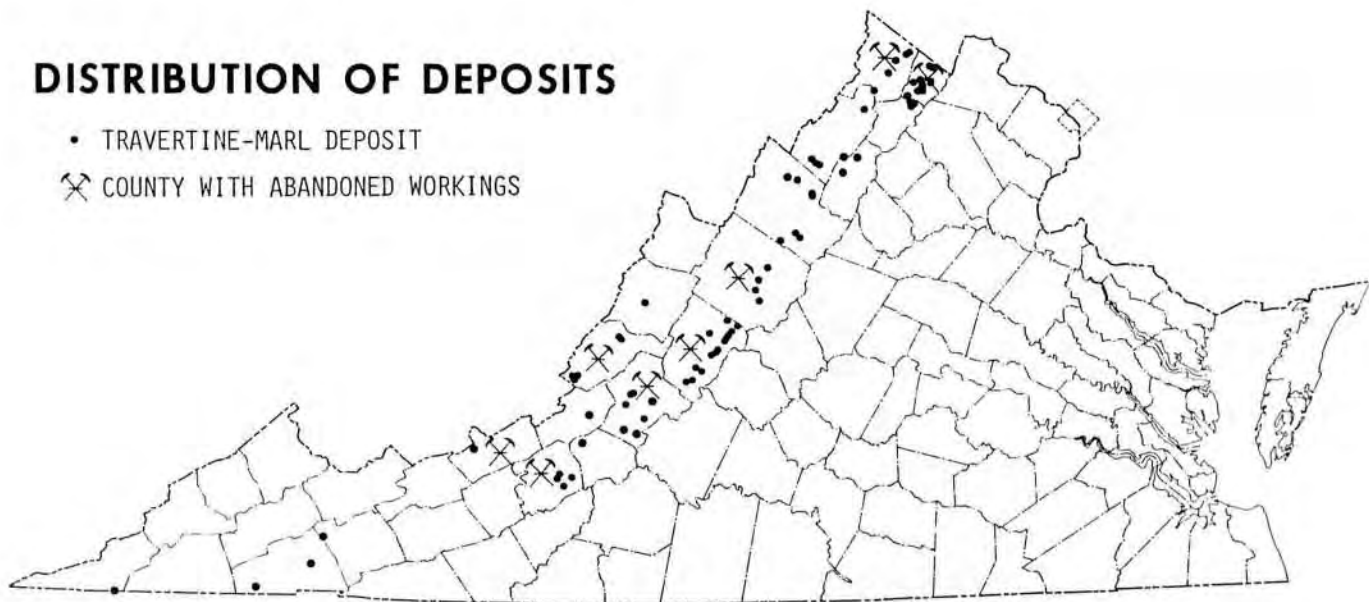 DISTRIBUTION OF DEPOSITS
TRAVERTINE-MARL DEPOSIT
COUNTY WITH ABANDONED WORKINGS